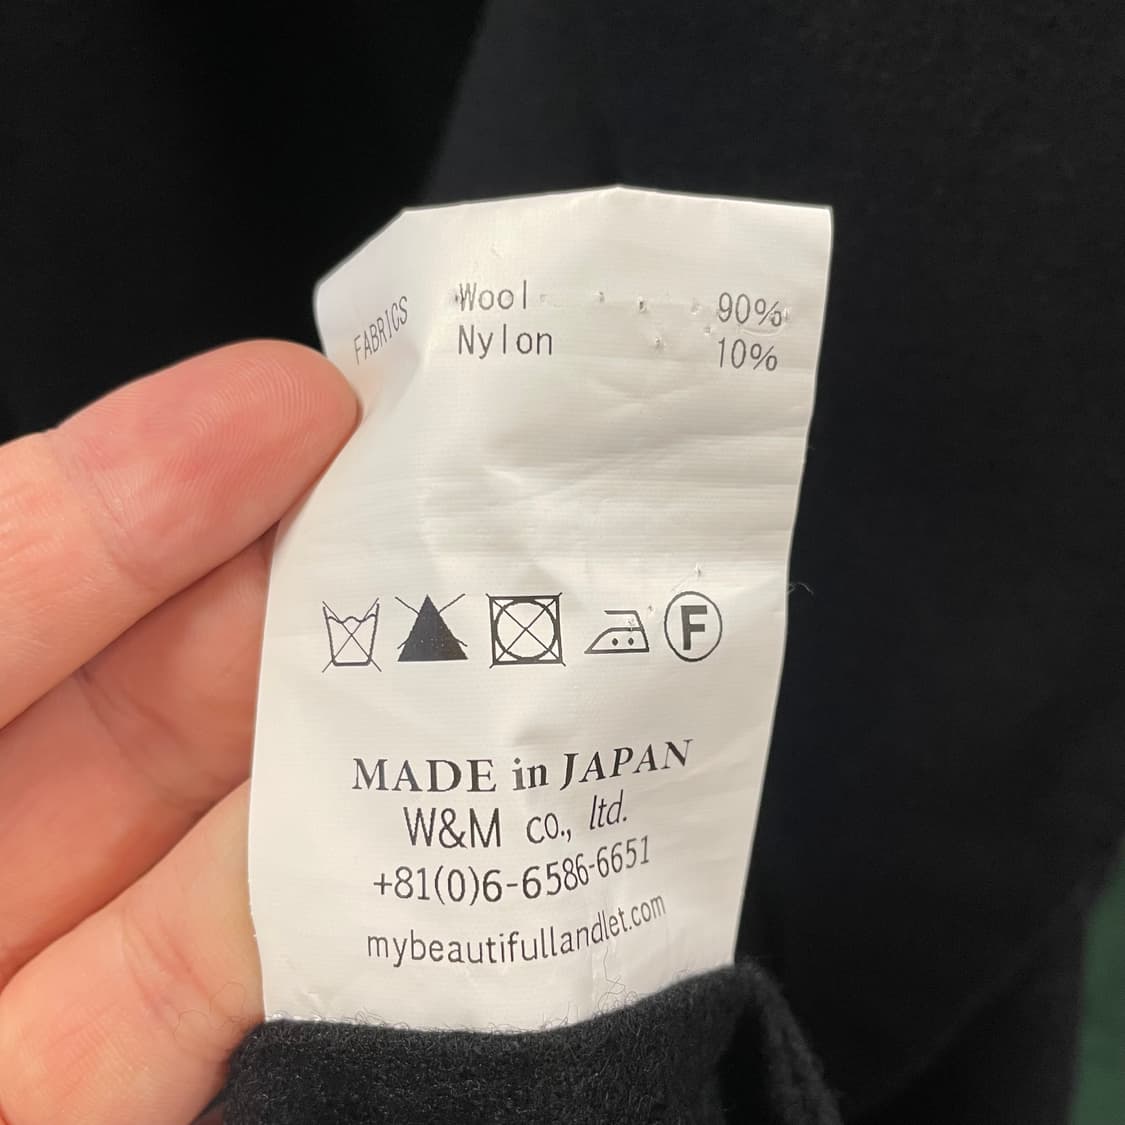 FABRICS
Wool 90%
Nylon 10%
F
MADE in JAPAN
W&M co., ltd.
+81(0)6-6586-6651
mybeautifullandlet.com